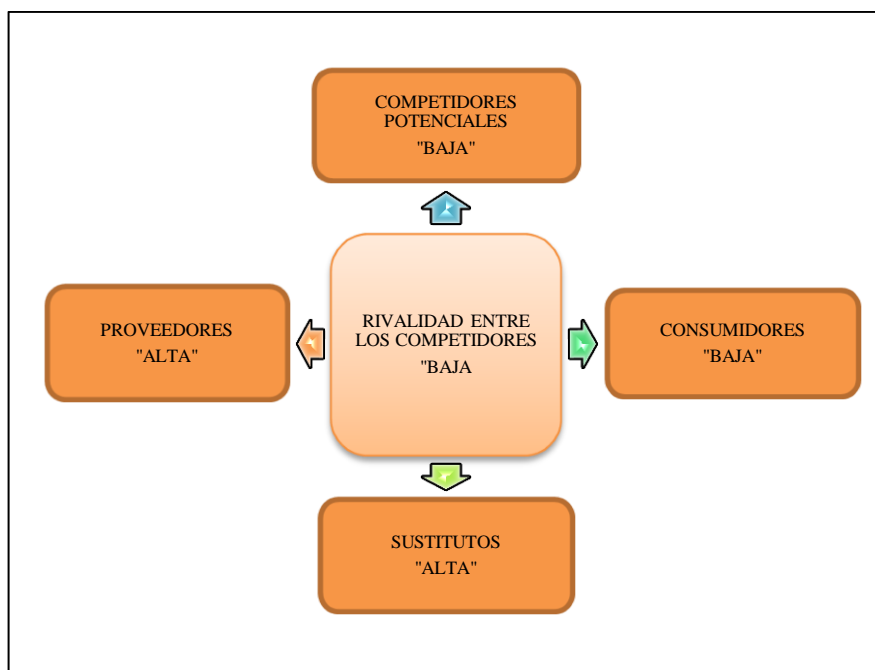 COMPETIDORES
POTENCIALES
"BAJA"
PROVEEDORES
"ALTA"
RIVALIDAD ENTRE
LOS COMPETIDORES
"BAJA
CONSUMIDORES
"BAJA"
SUSTITUTOS
"ALTA"